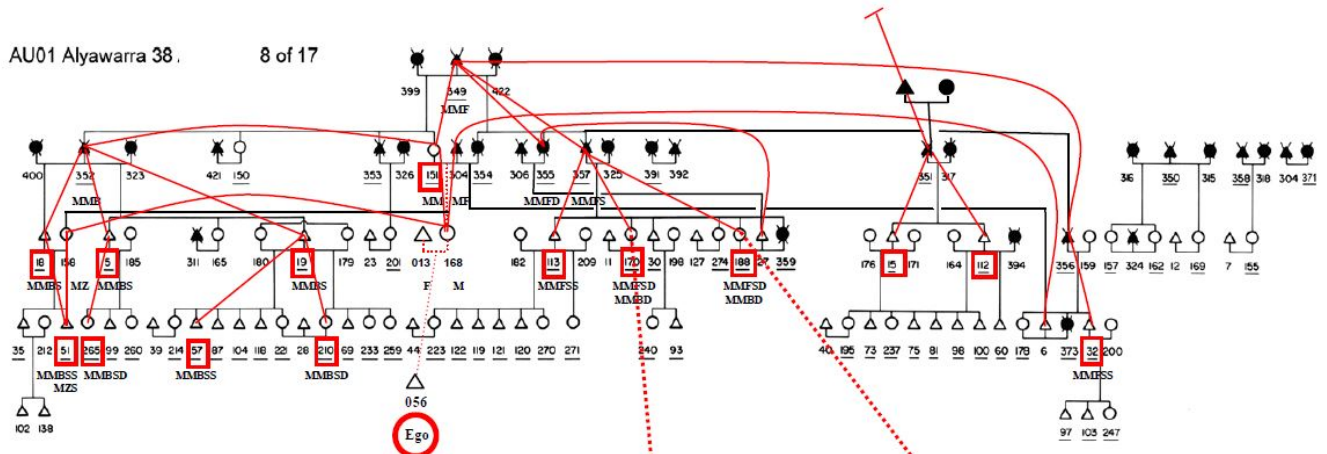 AU01 Alyawarra 38 . 8 of 17
399 349 422
MMF
400 352 323 421 150 353 326 151 304 354 306 355 357 325 391 392 351 317 316 350 315 358 318 304 371
MMB MM MF MMFD MMFS
18 158 5 185 311 165 180 19 179 23 201 013 168 182 113 209 11 170 30 198 127 274 188 27 359 176 15 171 164 112 394 356 159 157 324 162 12 169 7 155
MMBS MZ MMBS MMBS F M MMFSS MMFSD MMFSD
MMBD MMBD
35 212 51 265 99 260 39 214 57 87 104 118 221 28 210 69 233 259 44 223 122 119 121 120 270 271 240 93 40 195 73 237 75 81 98 100 60 178 6 373 32 200
MMBSS MMBSD MMBSS MMBSD MMFSS
MZS
056
102 138 97 103 247
Ego